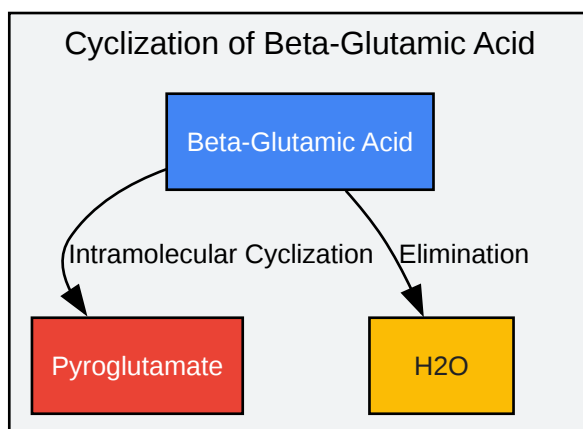 Cyclization of Beta-Glutamic Acid
Beta-Glutamic Acid
Intramolecular Cyclization
Elimination
Pyroglutamate
H2O